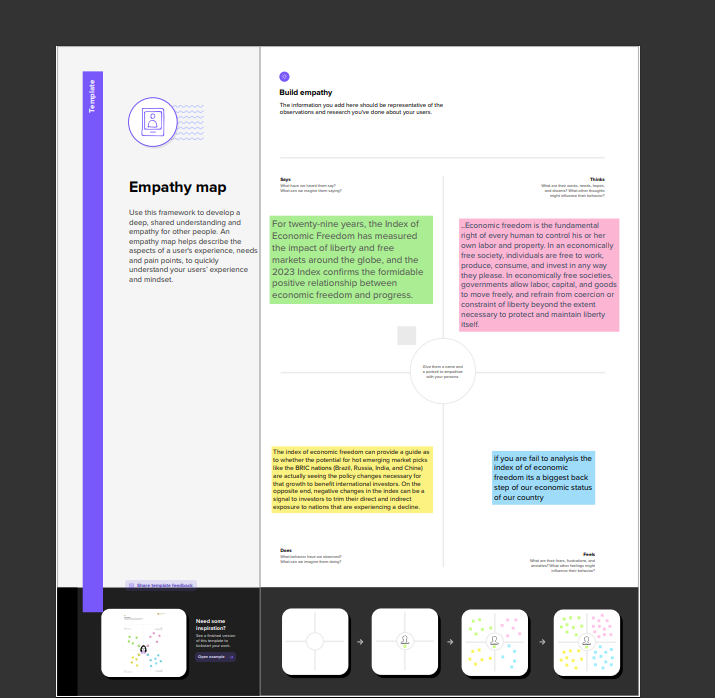 Template
Empathy map
Use this framework to develop a
deep, shared understanding and
empathy for other people. An
empathy map helps describe the
aspects of a user's experience, needs
and pain points, to quickly
understand your users' experience
and mindset.
Share template feedback
Build empathy
The information you add here should be representative of the
observations and research you've done about your users.
Says
What have we heard them say?
What can we imagine them saying?
Thinks
What are their wants, needs, hopes,
and dreams? What other thoughts
might influence their behavior?
For twenty-nine years, the Index of
Economic Freedom has measured
the impact of liberty and free
markets around the globe, and the
2023 Index confirms the formidable
positive relationship between
economic freedom and progress.
..Economic freedom is the fundamental
right of every human to control his or her
own labor and property. In an economically
free society, individuals are free to work,
produce, consume, and invest in any way
they please. In economically free societies,
governments allow labor, capital, and goods
to move freely, and refrain from coercion or
constraint of liberty beyond the extent
necessary to protect and maintain liberty
itself.
Give them a name and
a portrait to empathize
with your persona.
The index of economic freedom can provide a guide as
to whether the potential for hot emerging market picks
like the BRIC nations (Brazil, Russia, India, and China)
are actually seeing the policy changes necessary for
that growth to benefit international investors. On the
opposite end, negative changes in the index can be a
signal to investors to trim their direct and indirect
exposure to nations that are experiencing a decline.
if you are fail to analysis the
index of of economic
freedom its a biggest back
step of our economic status
of our country
Does
What behavior have we observed?
What can we imagine them doing?
Feels
What are their fears, frustrations, and
anxieties? What other feelings might
influence their behavior?
Need some
inspiration?
See a finished version
of this template to
kickstart your work.
Open example